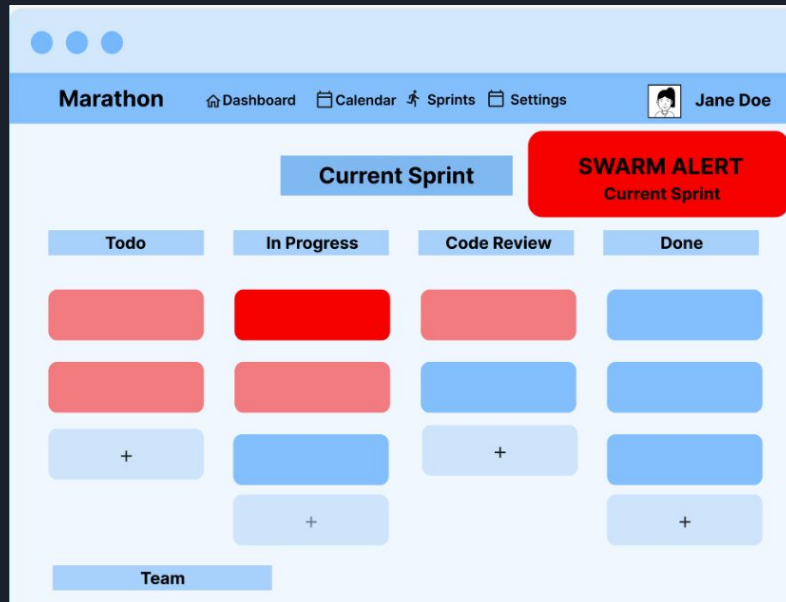 Marathon Dashboard Calendar Sprints Settings Jane Doe
Current Sprint
SWARM ALERT
Current Sprint
Todo In Progress Code Review Done
+ +
+ +
Team